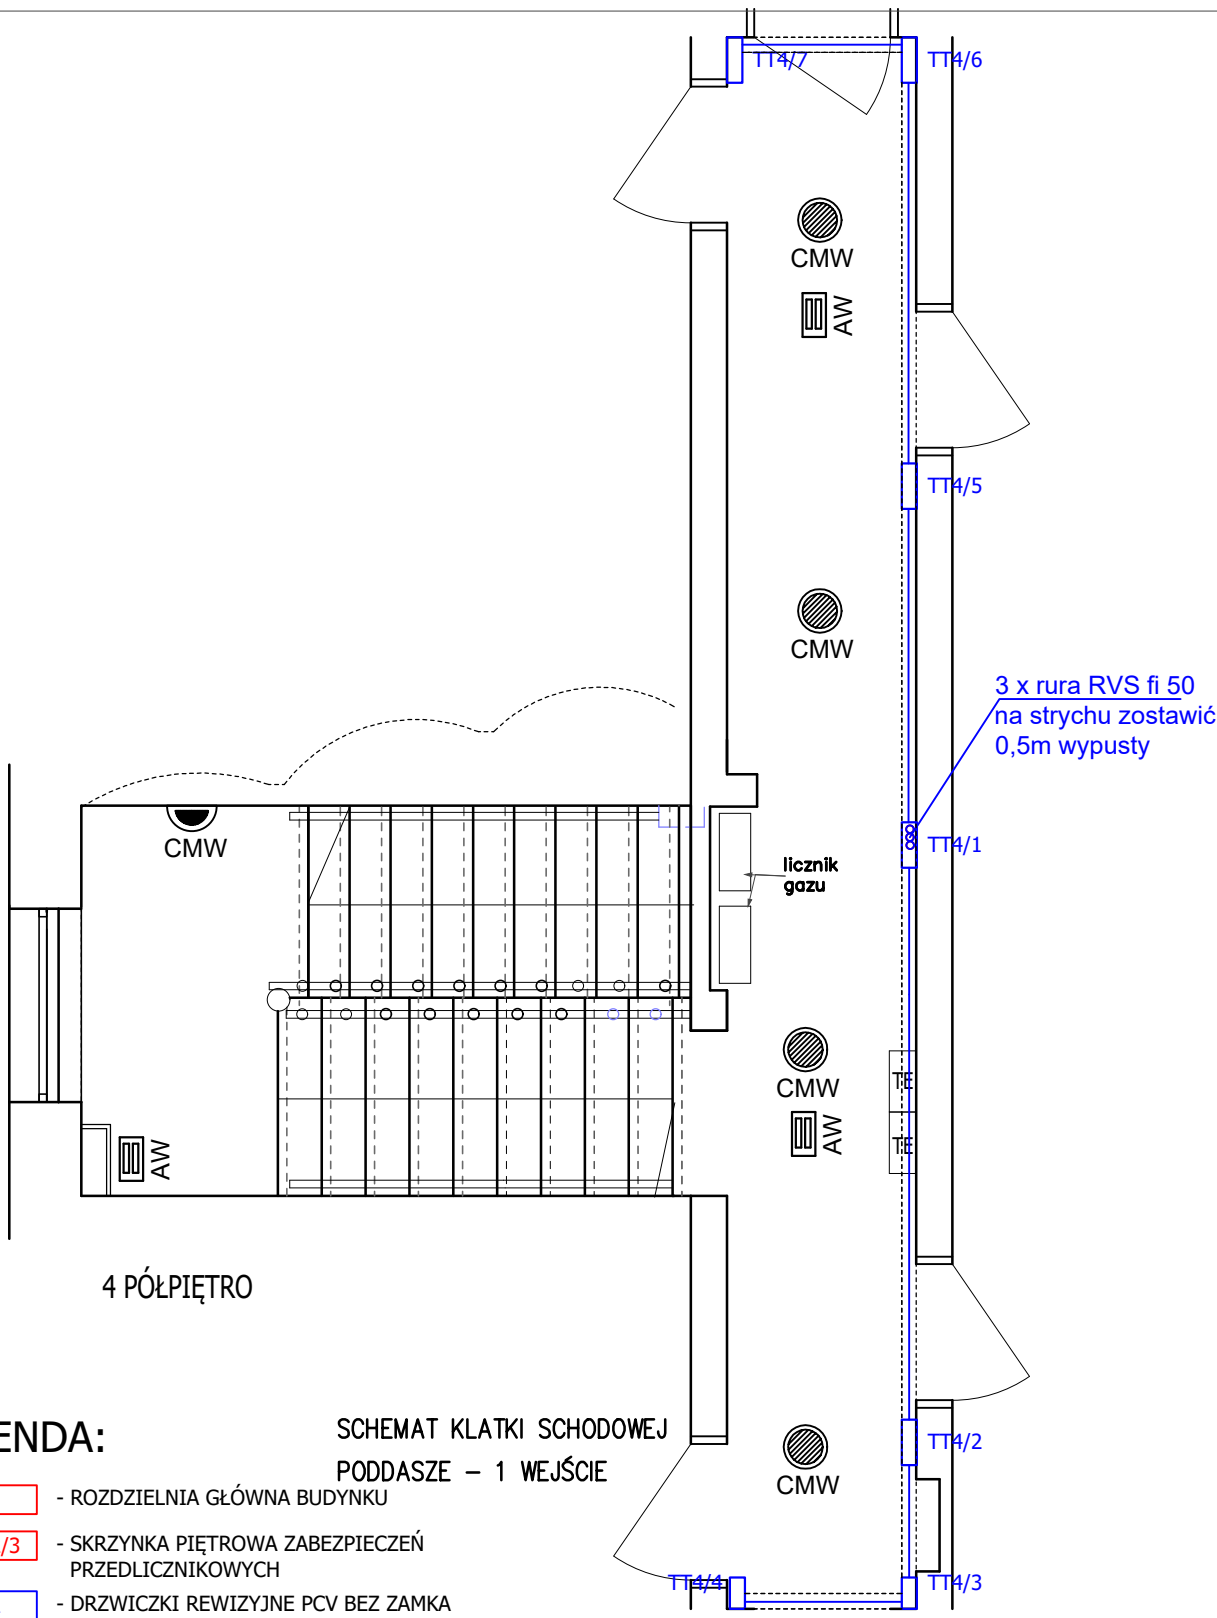 TT4/7
TT4/6
CMW
AW
TT4/5
CMW
3 x rura RVS fi 50
na strychu zostawić
0,5m wypusty
CMW
TT4/1
licznik
gazu
CMW
TE
AW
TE
AW
4 PÓŁPIĘTRO
SCHEMAT KLATKI SCHODOWEJ
PODDASZE – 1 WEJŚCIE
TT4/2
CMW
ENDA:
- ROZDZIELNIA GŁÓWNA BUDYNKU
/3
- SKRZYNKA PIĘTROWA ZABEZPIECZEŃ
PRZEDLICZNIKOWYCH
TT4/4
TT4/3
- DRZWICZKI REWIZYJNE PCV BEZ ZAMKA